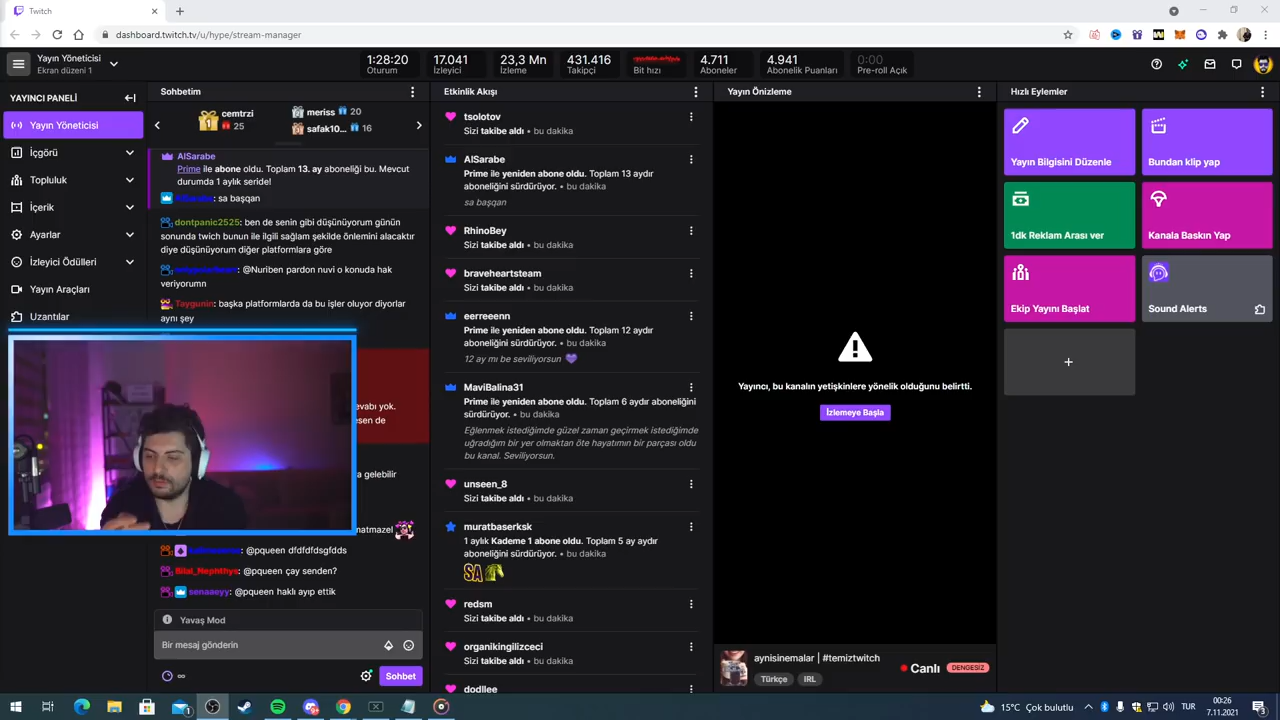 Twitch
dashboard.twitch.tv/u/hype/stream-manager
Yayın Yöneticisi
Ekran düzeni 1
1:28:20
Oturum
17.041
İzleyici
23,3 Mn
İzleme
431.416
Takipçi
Bit hızı
4.711
Aboneler
4.941
Abonelik Puanları
0:00
Pre-roll Açık
YAYINCI PANELİ
Yayın Yöneticisi
İçgörü
Topluluk
İçerik
Ayarlar
İzleyici Ödülleri
Yayın Araçları
Uzantılar
Sohbetim
1
cemtrzi
25
meriss 20
safak10... 16
AlSarabe
Prime ile abone oldu. Toplam 13. ay aboneliği bu. Mevcut
durumda 1 aylık seride!
: sa başqan
dontpanic2525: ben de senin gibi düşünüyorum günün
sonunda twich bunun ile ilgili sağlam şekilde önlemini alacaktır
diye düşünüyorum diğer platformlara göre
: @Nuriben pardon nuvi o konuda hak
veriyorumn
Taygunin: başka platformlarda da bu işler oluyor diyorlar
aynı şey
evabı yok.
esen de
a gelebilir
natmazel
: @pqueen dfdfdfdsgfdds
Bilal_Nephthys: @pqueen çay senden?
senaaeyy: @pqueen haklı ayıp ettik
Yavaş Mod
Bir mesaj gönderin
∞
Sohbet
Etkinlik Akışı
tsolotov
Sizi takibe aldı • bu dakika
AlSarabe
Prime ile yeniden abone oldu. Toplam 13 aydır
aboneliğini sürdürüyor. • bu dakika
sa başqan
RhinoBey
Sizi takibe aldı • bu dakika
braveheartsteam
Sizi takibe aldı • bu dakika
eerreeenn
Prime ile yeniden abone oldu. Toplam 12 aydır
aboneliğini sürdürüyor. • bu dakika
12 ay mı be seviliyorsun
MaviBalina31
Prime ile yeniden abone oldu. Toplam 6 aydır aboneliğini
sürdürüyor. • bu dakika
Eğlenmek istediğimde güzel zaman geçirmek istediğimde
uğradığım bir yer olmaktan öte hayatımın bir parçası oldu
bu kanal. Seviliyorsun.
unseen_8
Sizi takibe aldı • bu dakika
muratbaserksk
1 aylık Kademe 1 abone oldu. Toplam 5 ay aydır
aboneliğini sürdürüyor. • bu dakika
SA
redsm
Sizi takibe aldı • bu dakika
organikingilizceci
Sizi takibe aldı • bu dakika
dodllee
Yayın Önizleme
Yayıncı, bu kanalın yetişkinlere yönelik olduğunu belirtti.
İzlemeye Başla
aynisinemalar | #temiztwitch
Türkçe
IRL
Canlı
DENGESİZ
Hızlı Eylemler
Yayın Bilgisini Düzenle
Bundan klip yap
1dk Reklam Arası ver
Kanala Baskın Yap
Ekip Yayını Başlat
Sound Alerts
+
15°C Çok bulutlu
TUR
00:26
7.11.2021